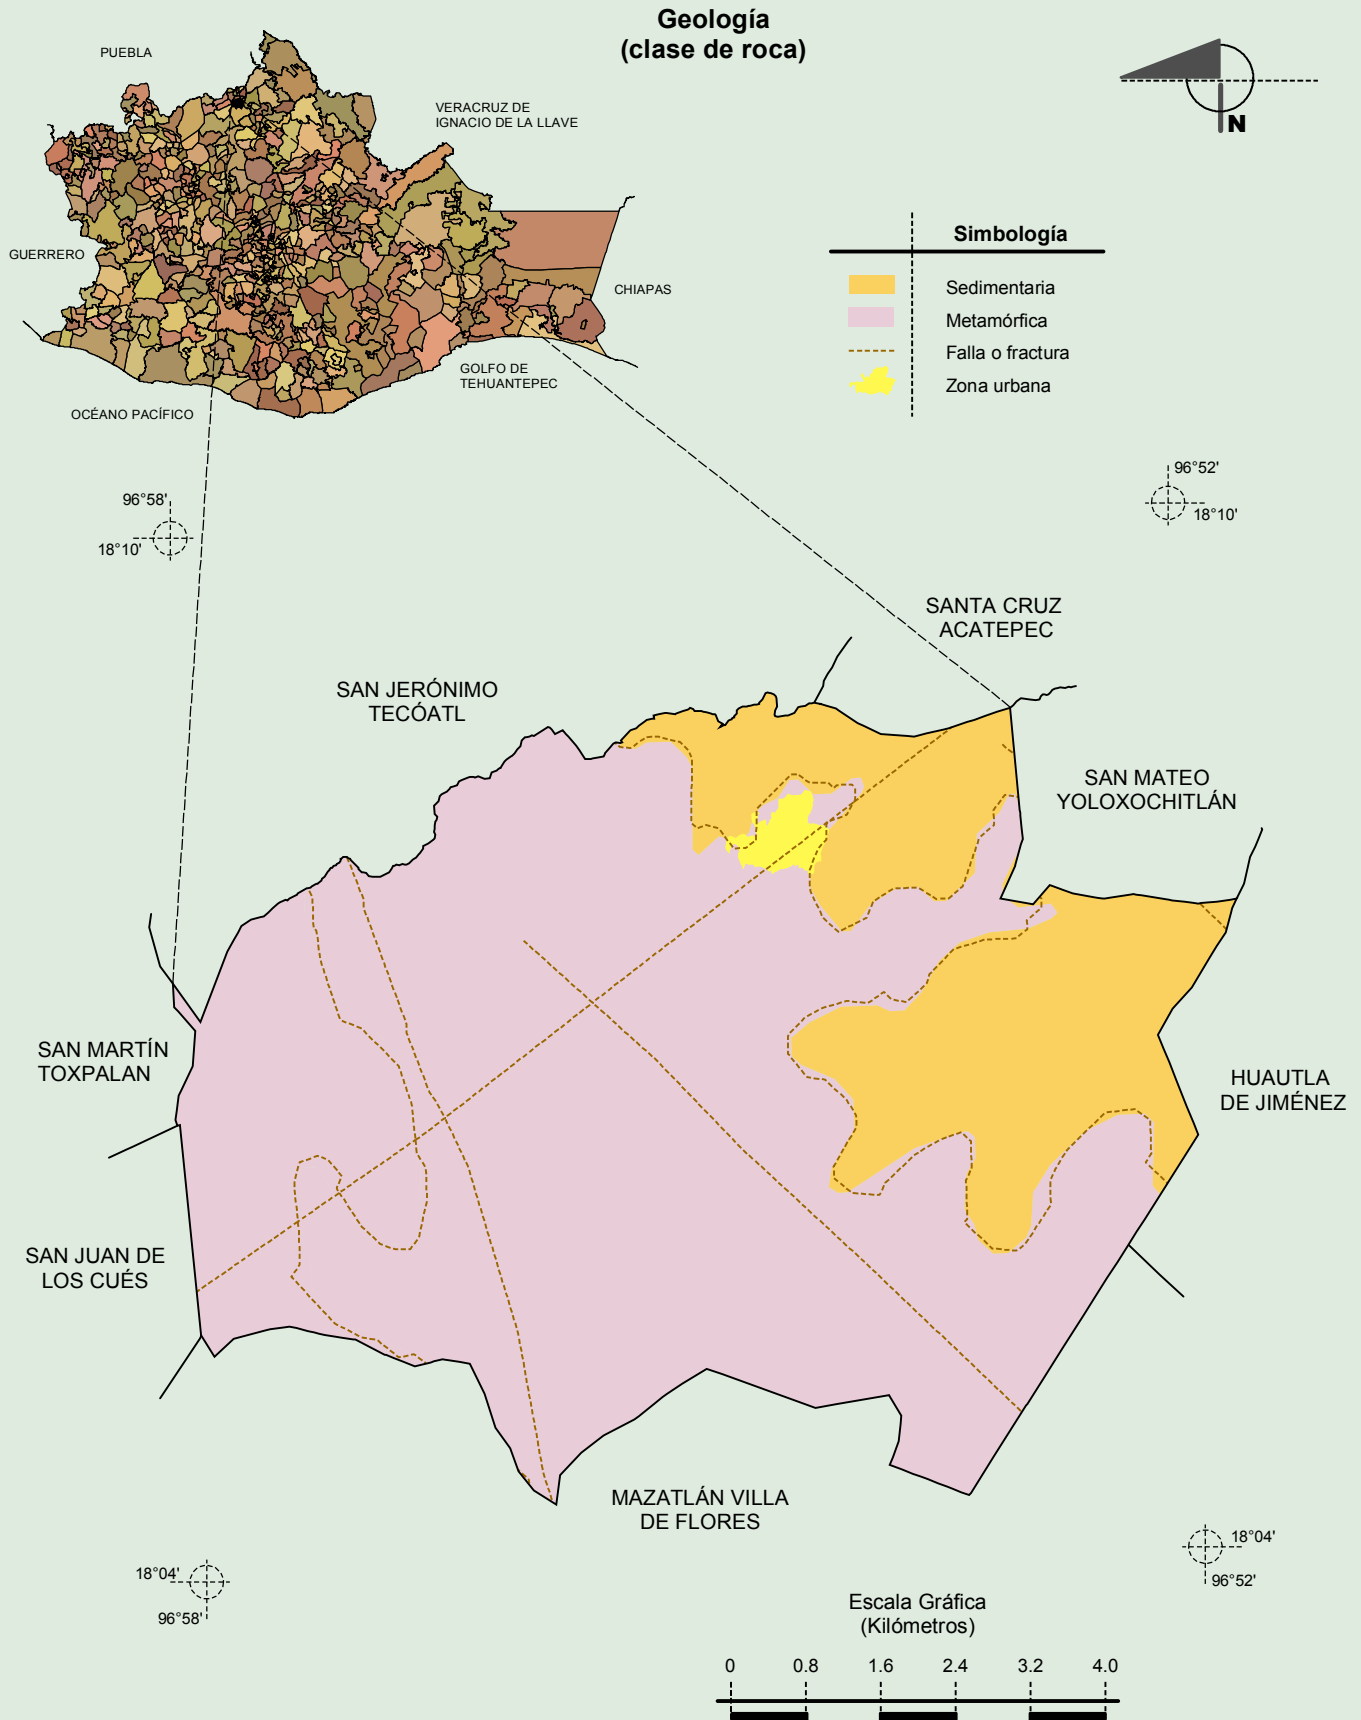 Geología
(clase de roca)
PUEBLA
VERACRUZ DE
IGNACIO DE LA LLAVE
GUERRERO
CHIAPAS
GOLFO DE
TEHUANTEPEC
OCÉANO PACÍFICO
N
Simbología
Sedimentaria
Metamórfica
Falla o fractura
Zona urbana
96°58'
18°10'
96°52'
18°10'
SANTA CRUZ
ACATEPEC
SAN JERÓNIMO
TECÓATL
SAN MATEO
YOLOXOCHITLÁN
SAN MARTÍN
TOXPALAN
HUAUTLA
DE JIMÉNEZ
SAN JUAN DE
LOS CUÉS
MAZATLÁN VILLA
DE FLORES
18°04'
96°58'
18°04'
96°52'
Escala Gráfica
(Kilómetros)
0 0.8 1.6 2.4 3.2 4.0